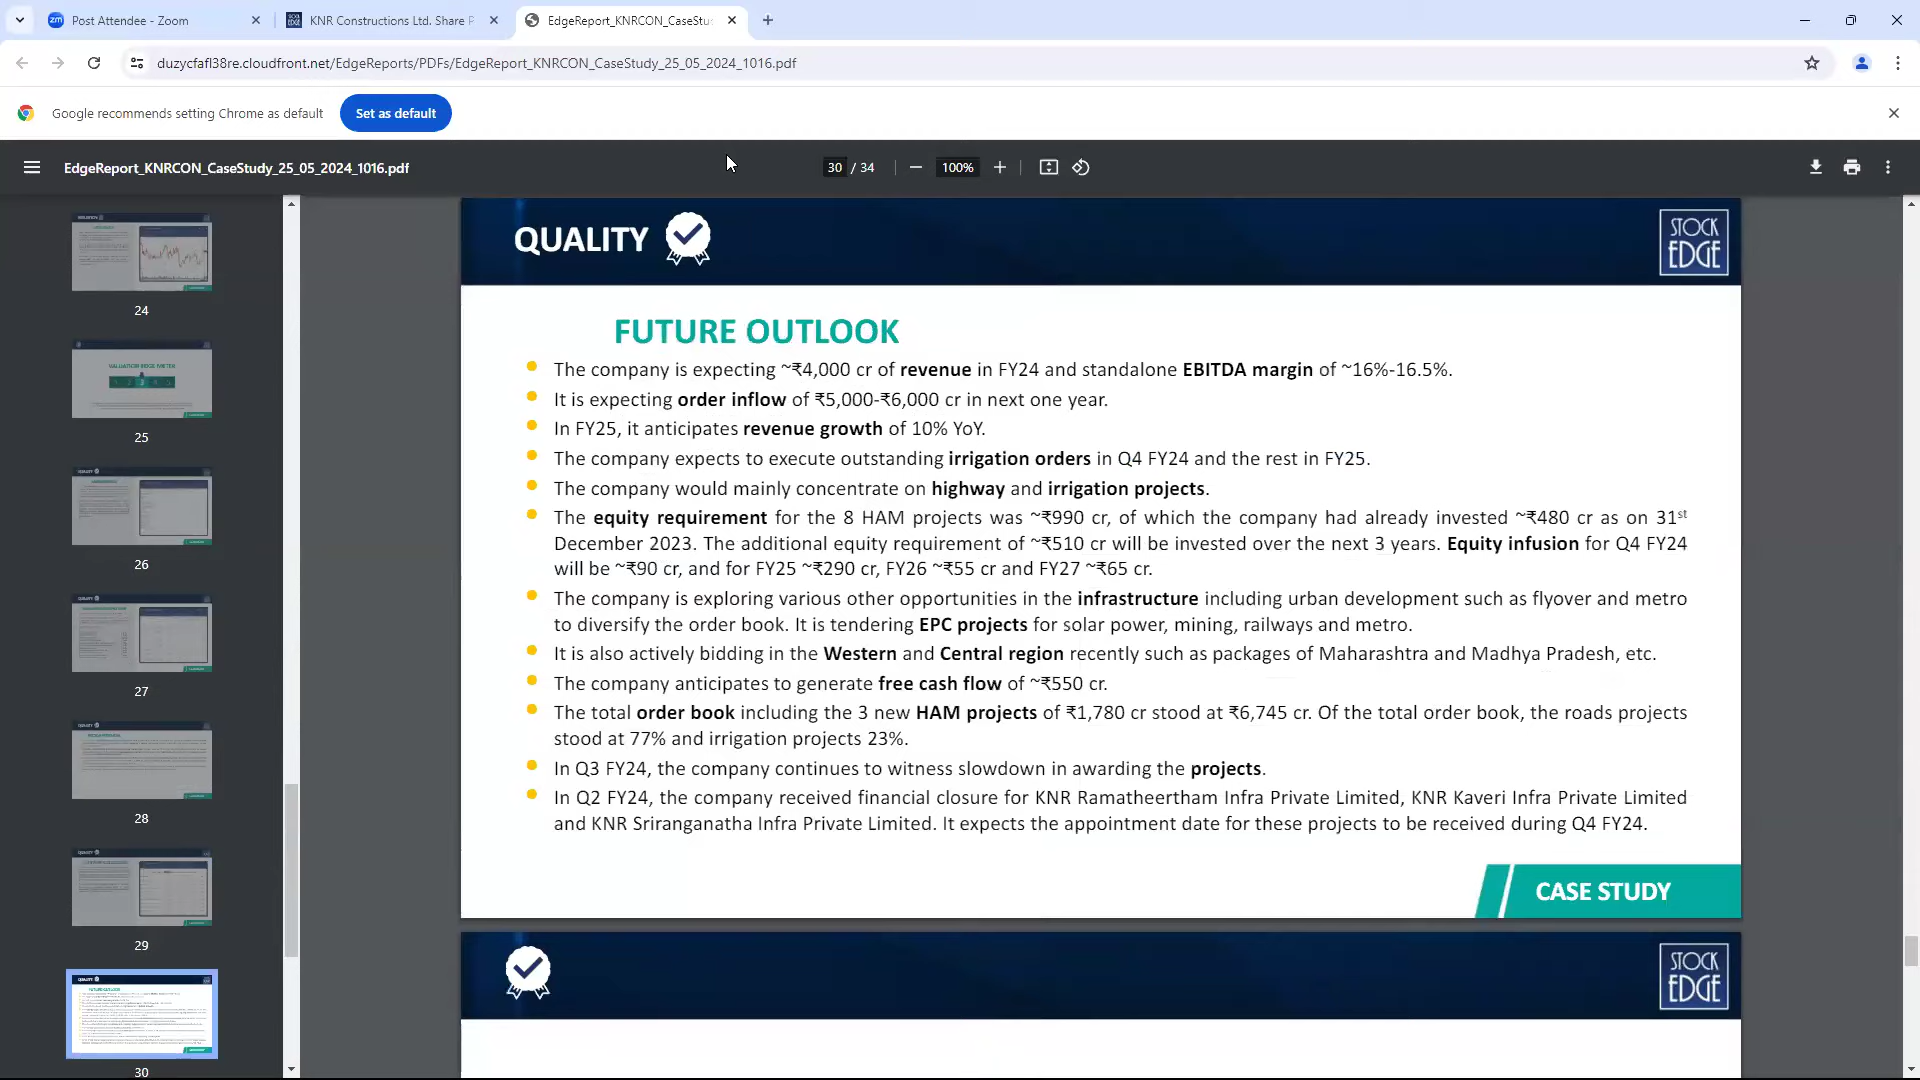 Post Attendee - Zoom
KNR Constructions Ltd. Share P
EdgeReport_KNRCON_CaseStu
duzycfafl38re.cloudfront.net/EdgeReports/PDFs/EdgeReport_KNRCON_CaseStudy_25_05_2024_1016.pdf
Google recommends setting Chrome as default
Set as default
EdgeReport_KNRCON_CaseStudy_25_05_2024_1016.pdf
30 / 34
100%
24
VALUATION EDGE METER
25
26
27
28
29
30
QUALITY
STOCK
EDGE
FUTURE OUTLOOK
The company is expecting ~₹4,000 cr of revenue in FY24 and standalone EBITDA margin of ~16%-16.5%.
It is expecting order inflow of ₹5,000-₹6,000 cr in next one year.
In FY25, it anticipates revenue growth of 10% YoY.
The company expects to execute outstanding irrigation orders in Q4 FY24 and the rest in FY25.
The company would mainly concentrate on highway and irrigation projects.
The equity requirement for the 8 HAM projects was ~₹990 cr, of which the company had already invested ~₹480 cr as on 31st
December 2023. The additional equity requirement of ~₹510 cr will be invested over the next 3 years. Equity infusion for Q4 FY24
will be ~₹90 cr, and for FY25 ~₹290 cr, FY26 ~₹55 cr and FY27 ~₹65 cr.
The company is exploring various other opportunities in the infrastructure including urban development such as flyover and metro
to diversify the order book. It is tendering EPC projects for solar power, mining, railways and metro.
It is also actively bidding in the Western and Central region recently such as packages of Maharashtra and Madhya Pradesh, etc.
The company anticipates to generate free cash flow of ~₹550 cr.
The total order book including the 3 new HAM projects of ₹1,780 cr stood at ₹6,745 cr. Of the total order book, the roads projects
stood at 77% and irrigation projects 23%.
In Q3 FY24, the company continues to witness slowdown in awarding the projects.
In Q2 FY24, the company received financial closure for KNR Ramatheertham Infra Private Limited, KNR Kaveri Infra Private Limited
and KNR Sriranganatha Infra Private Limited. It expects the appointment date for these projects to be received during Q4 FY24.
CASE STUDY
STOCK
EDGE